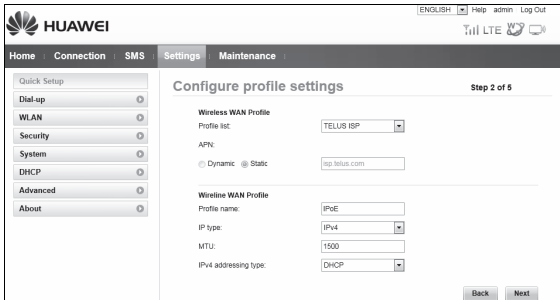 ENGLISH Help admin Log Out
HUAWEI
LTE
Home Connection SMS Settings Maintenance
Quick Setup
Dial-up
WLAN
Security
System
DHCP
Advanced
About
Configure profile settings
Step 2 of 5
Wireless WAN Profile
Profile list: TELUS ISP
APN:
Dynamic Static isp.telus.com
Wireline WAN Profile
Profile name: IPoE
IP type: IPv4
MTU: 1500
IPv4 addressing type: DHCP
Back Next